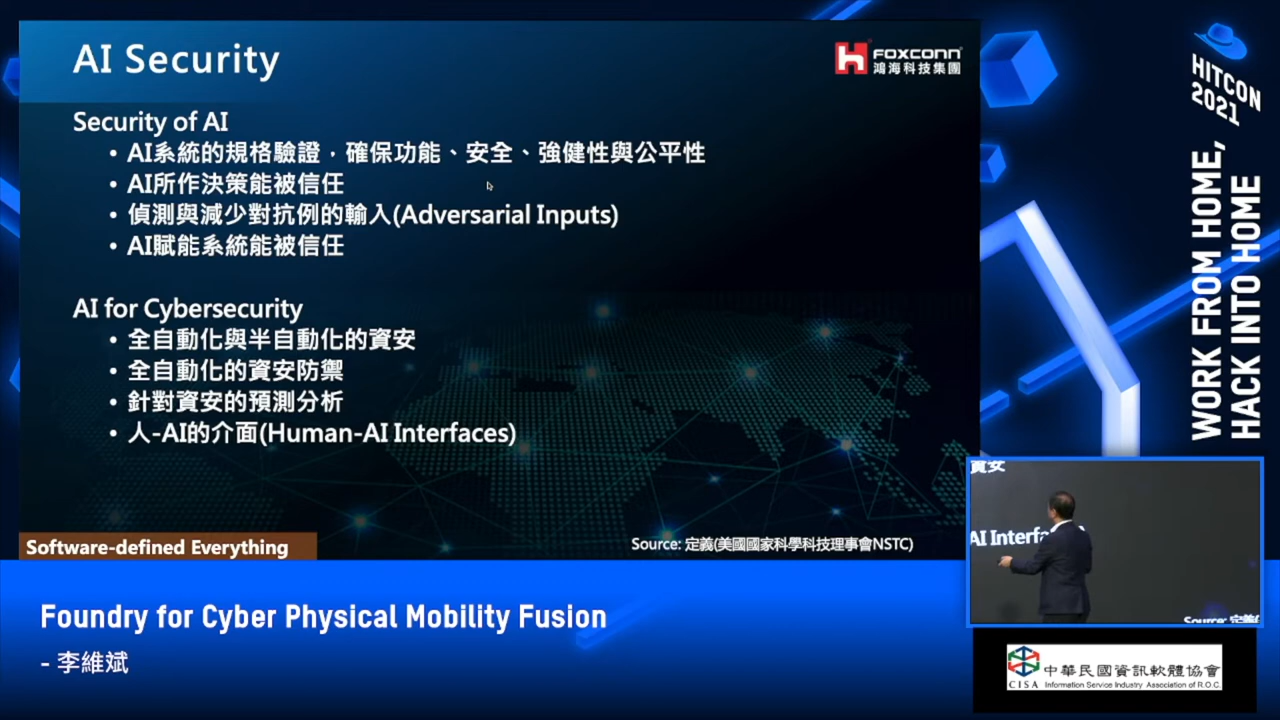 AI Security
FOXCONN
鴻海科技集團
Security of AI
• AI系統的規格驗證，確保功能、安全、強健性與公平性
• AI所作決策能被信任
• 偵測與減少對抗例的輸入(Adversarial Inputs)
• AI賦能系統能被信任
AI for Cybersecurity
• 全自動化與半自動化的資安
• 全自動化的資安防禦
• 針對資安的預測分析
• 人-AI的介面(Human-AI Interfaces)
Software-defined Everything
Source: 定義(美國國家科學科技理事會NSTC)
HITCON
2021
WORK FROM HOME,
HACK INTO HOME
資安
AI Interfa
Source: 定義(
Foundry for Cyber Physical Mobility Fusion
- 李維斌
CISA
中華民國資訊軟體協會
Information Service Industry Association of R.O.C.